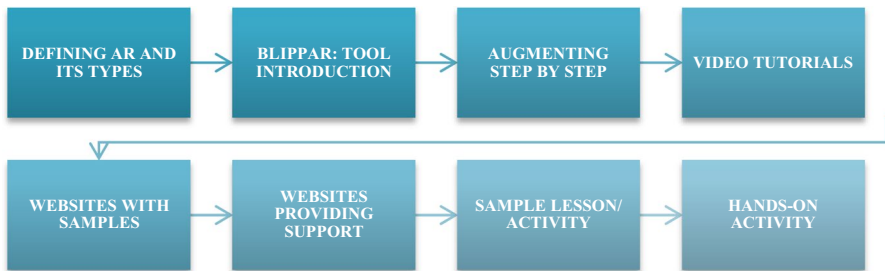 DEFINING AR AND
ITS TYPES
BLIPPAR: TOOL
INTRODUCTION
AUGMENTING
STEP BY STEP
VIDEO TUTORIALS
WEBSITES WITH
SAMPLES
WEBSITES
PROVIDING
SUPPORT
SAMPLE LESSON/
ACTIVITY
HANDS-ON
ACTIVITY